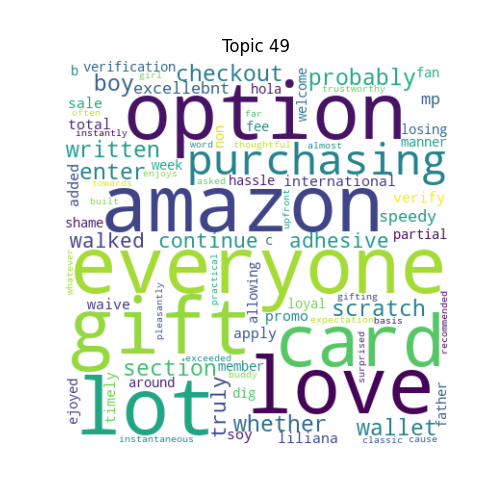 Topic 49
b verification hola welcome probably fan
girl checkout trustworthy
boy excellebnt
option mp
sale often far
total instantly non fee losing
word thoughtful almost manner
written purchasing
enter week
towards enjoys asked hassle international verify
added built amazon upfront speedy
shame
walked continue c adhesive partial
whatever everyone
pleasantly practical allowing gifting
waive gift loyal scratch recommended
promo expectation basis
around apply card
section exceeded member surprised
buddy love
ejoyed timely lot truly dig father
whether wallet
soy liliana
instantaneous classic cause